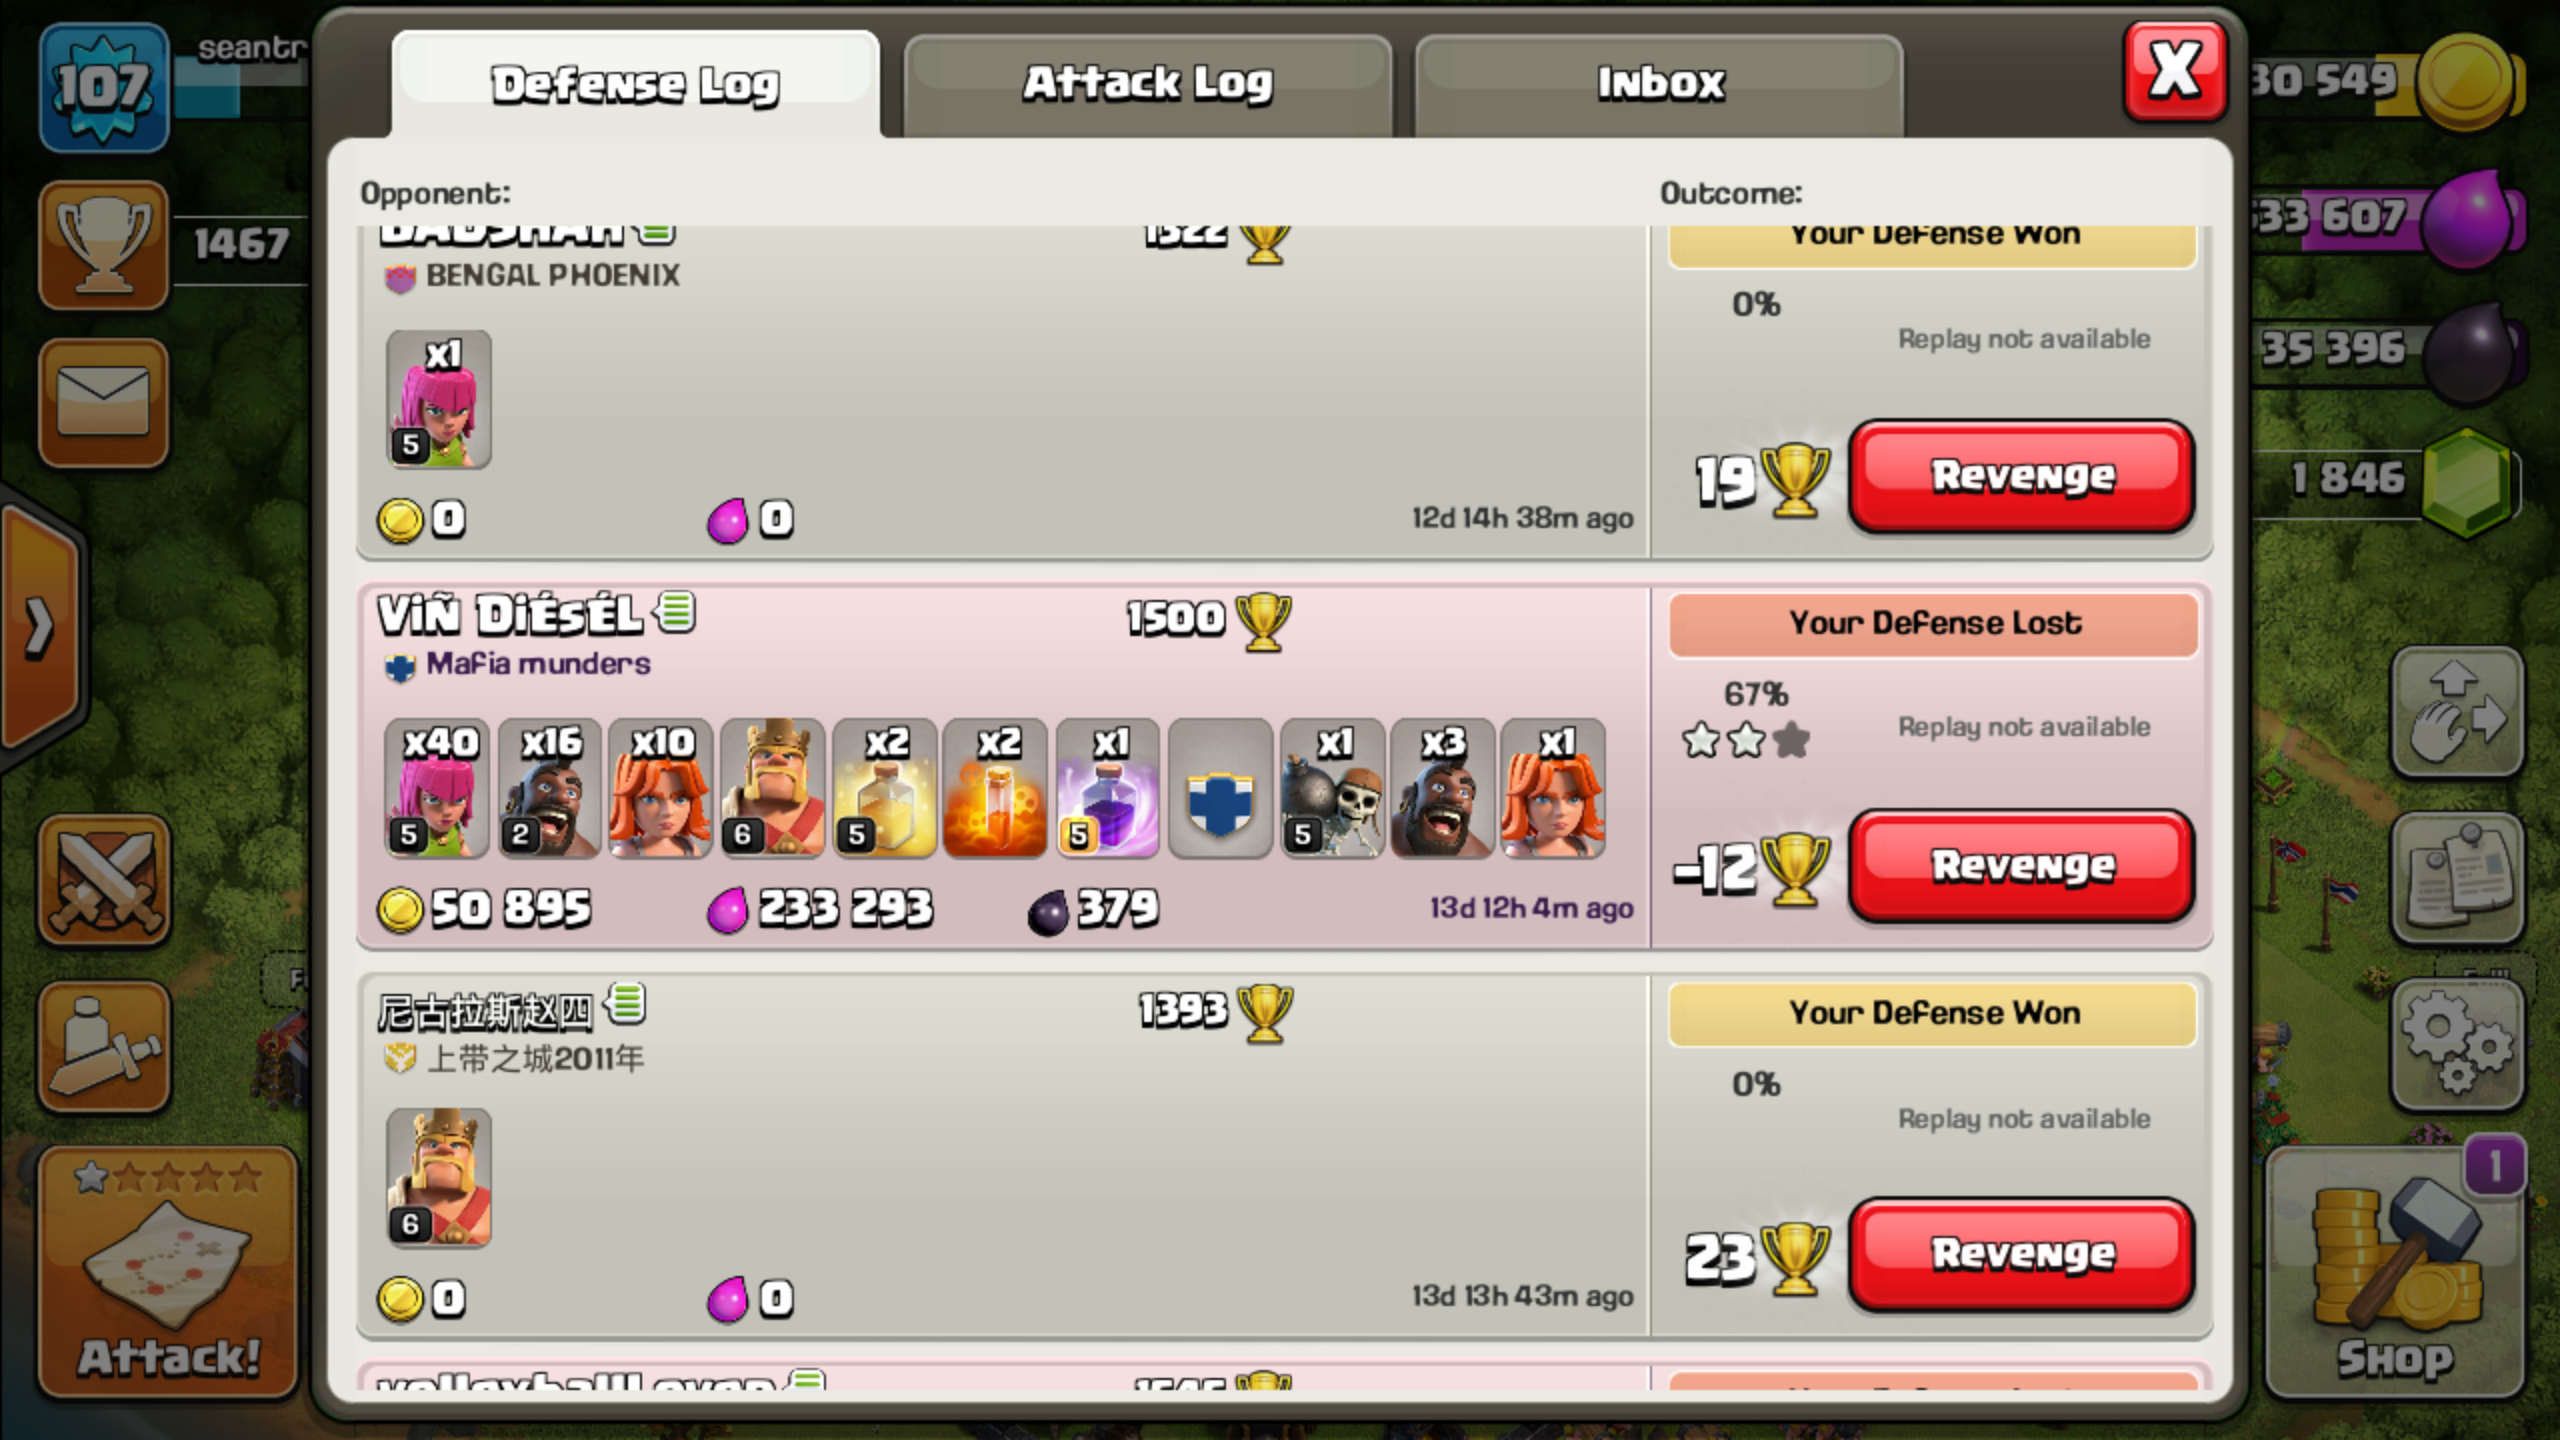 107
seantr
1467
Defense Log
Attack Log
Inbox
X
30 549
33 607
35 396
1 846
Opponent:
Outcome:
1322
Your Defense Won
BENGAL PHOENIX
0%
Replay not available
x1
5
19
Revenge
0
0
12d 14h 38m ago
ViÑ DiÉsÉL
1500
Your Defense Lost
Mafia munders
67%
Replay not available
x40 x16 x10 x2 x2 x1 x1 x3 x1
5 2 6 5 5 5
-12
Revenge
50 895
233 293
379
13d 12h 4m ago
尼古拉斯赵四
1393
Your Defense Won
上带之城2011年
0%
Replay not available
6
23
Revenge
0
0
13d 13h 43m ago
Attack!
1
Shop